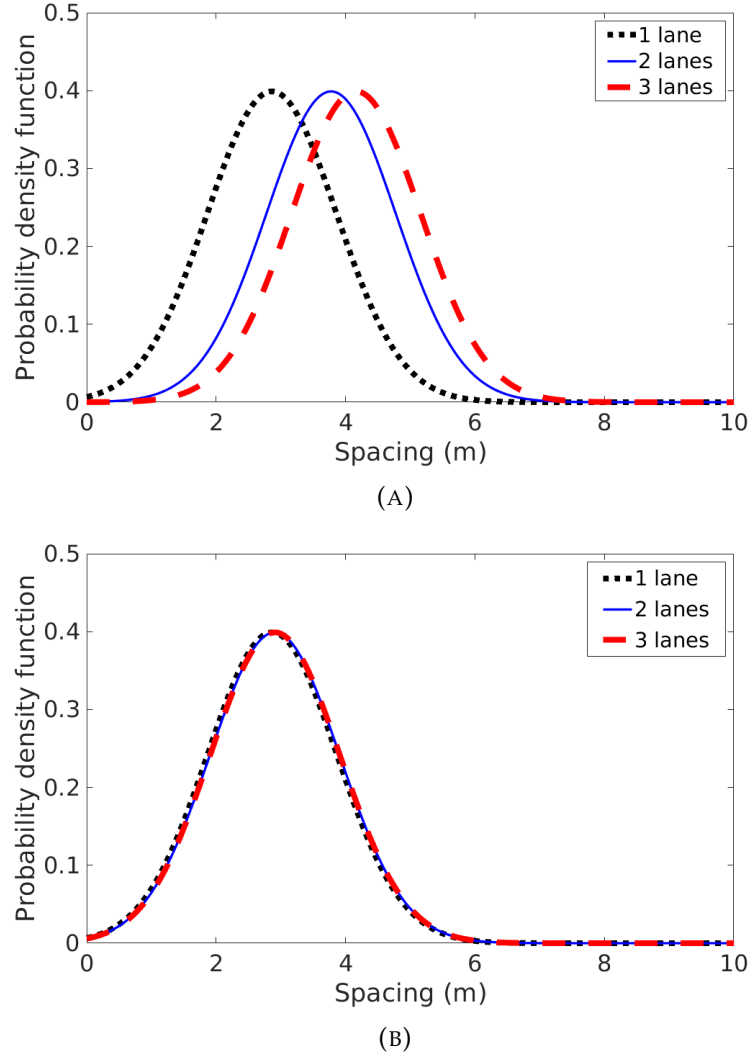 0.5
0.4
0.3
0.2
0.1
0
Probability density function
1 lane
2 lanes
3 lanes
0 2 4 6 8 10
Spacing (m)
(A)
0.5
0.4
0.3
0.2
0.1
0
Probability density function
1 lane
2 lanes
3 lanes
0 2 4 6 8 10
Spacing (m)
(B)